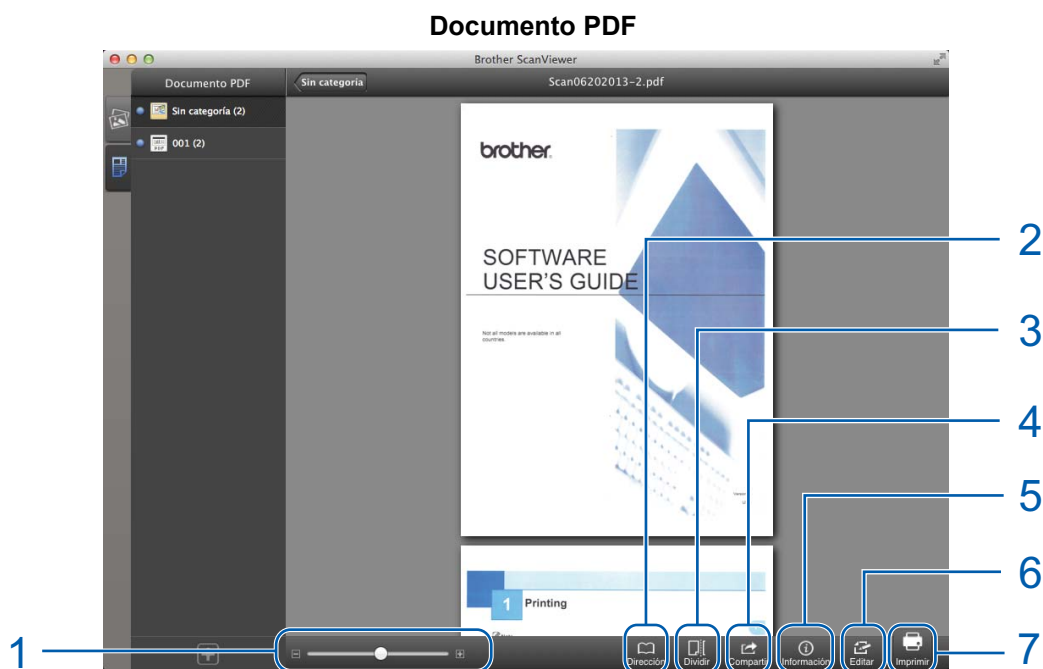 Documento PDF
Brother ScanViewer
Documento PDF
Sin categoría
Scan06202013-2.pdf
Sin categoría (2)
001 (2)
brother
SOFTWARE
USER'S GUIDE
Not all models are available in all
countries.
1 Printing
Dirección
Dividir
Compartir
Información
Editar
Imprimir
1
2
3
4
5
6
7